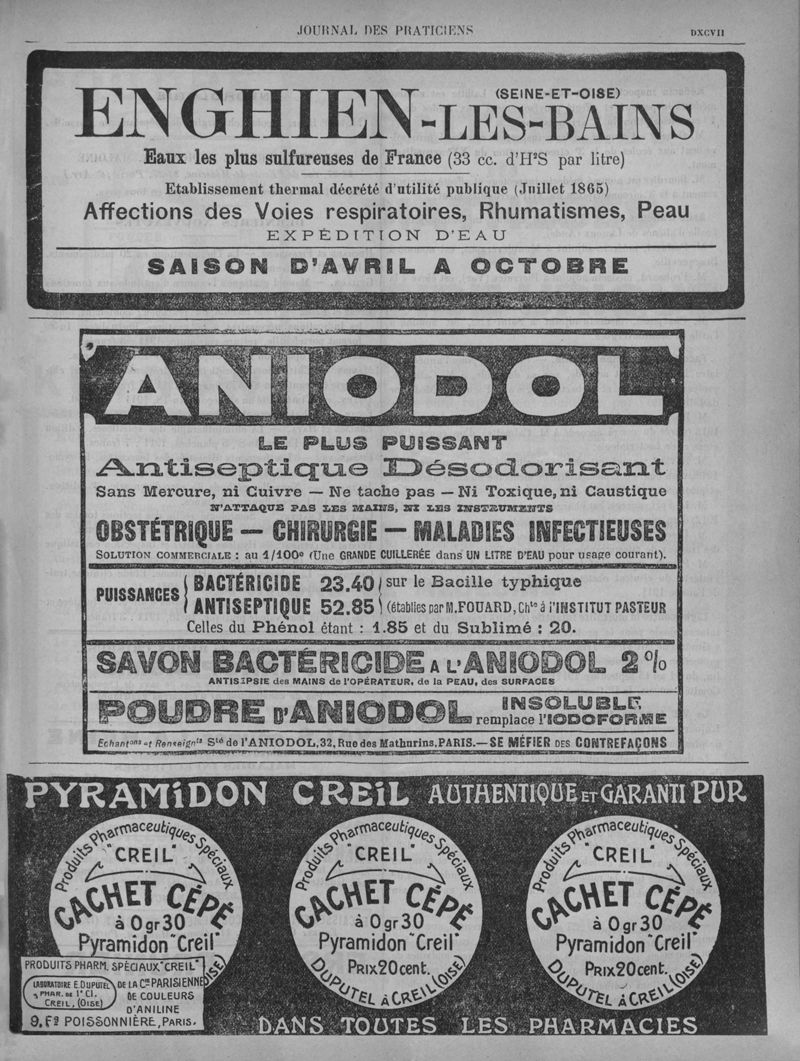 JOURNAL DES PRATICIENS
DXCVII
(SEINE-ET-OISE)
ENGHIEN-LES-BAINS
Eaux les plus sulfureuses de France (33 cc. d'H²S par litre)
Etablissement thermal décrété d'utilité publique (Juillet 1865)
Affections des Voies respiratoires, Rhumatismes, Peau
EXPÉDITION D'EAU
SAISON D'AVRIL A OCTOBRE
ANIODOL
LE PLUS PUISSANT
Antiseptique Désodorisant
Sans Mercure, ni Cuivre — Ne tache pas — Ni Toxique, ni Caustique
N'ATTAQUE PAS LES MAINS, NI LES INSTRUMENTS
OBSTÉTRIQUE — CHIRURGIE — MALADIES INFECTIEUSES
SOLUTION COMMERCIALE : au 1/100e (Une GRANDE CUILLERÉE dans UN LITRE D'EAU pour usage courant).
PUISSANCES
BACTÉRICIDE 23.40 sur le Bacille typhique
ANTISEPTIQUE 52.85 (établies par M. FOUARD, Chte à l'INSTITUT PASTEUR
Celles du Phénol étant : 1.85 et du Sublimé : 20.
SAVON BACTÉRICIDE A L'ANIODOL 2%
ANTISEPSIE des MAINS de l'OPÉRATEUR, de la PEAU, des SURFACES
POUDRE D'ANIODOL INSOLUBLE
remplace l'IODOFORME
Echantons et Renseignts Sté de l'ANIODOL, 32, Rue des Mathurins, PARIS. — SE MÉFIER DES CONTREFAÇONS
PYRAMiDON CREiL AUTHENTIQUE ET GARANTI PUR
Produits Pharmaceutiques Spéciaux
"CREIL"
CACHET CÉPÉ
à 0gr30
Pyramidon "Creil"
(OISE)
PRODUITS PHARM. SPÉCIAUX "CREIL"
LABORATOIRE E. DUPUTEL
PHAR. DE 1e Cl.
CREIL, (OISE)
DE LA Cie PARISIENNE
DE COULEURS
D'ANILINE
9, Fg POISSONNIÈRE, PARIS.
Produits Pharmaceutiques Spéciaux
"CREIL"
CACHET CÉPÉ
à 0gr30
Pyramidon "Creil"
PRIX 20 cent.
DUPUTEL À CREIL (OISE)
Produits Pharmaceutiques Spéciaux
"CREIL"
CACHET CÉPÉ
à 0gr30
Pyramidon "Creil"
PRIX 20 cent.
DUPUTEL À CREIL (OISE)
DANS TOUTES LES PHARMACIES